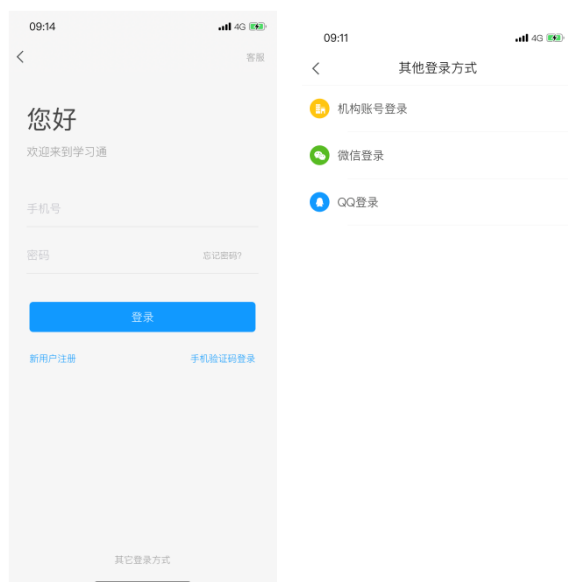 09:14 4G
客服
您好
欢迎来到学习通
手机号
密码 忘记密码?
登录
新用户注册 手机验证码登录
其它登录方式
09:11 4G
其他登录方式
机构账号登录
微信登录
QQ登录